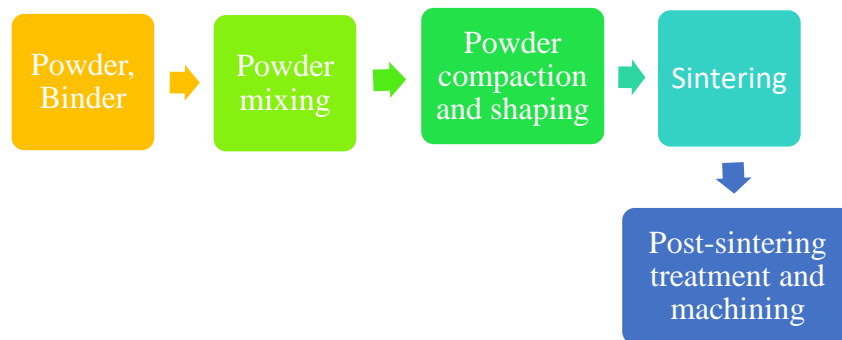 Powder,
Binder
Powder
mixing
Powder
compaction
and shaping
Sintering
Post-sintering
treatment and
machining